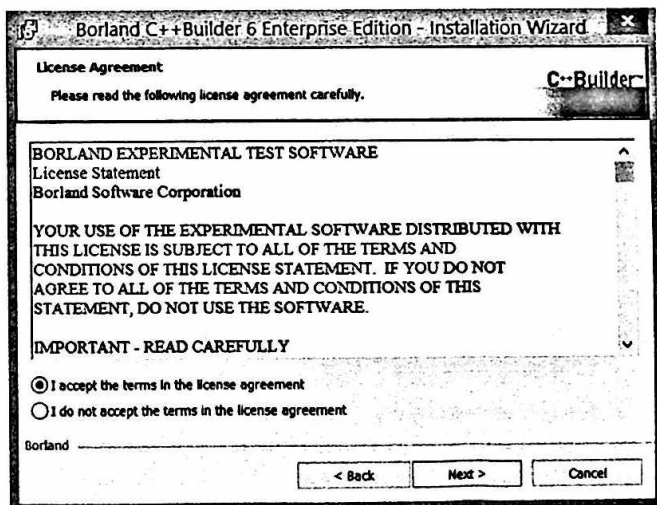 Borland C++Builder 6 Enterprise Edition - Installation Wizard
License Agreement
Please read the following license agreement carefully.
C++Builder
BORLAND EXPERIMENTAL TEST SOFTWARE
License Statement
Borland Software Corporation
YOUR USE OF THE EXPERIMENTAL SOFTWARE DISTRIBUTED WITH
THIS LICENSE IS SUBJECT TO ALL OF THE TERMS AND
CONDITIONS OF THIS LICENSE STATEMENT. IF YOU DO NOT
AGREE TO ALL OF THE TERMS AND CONDITIONS OF THIS
STATEMENT, DO NOT USE THE SOFTWARE.
IMPORTANT - READ CAREFULLY
I accept the terms in the license agreement
I do not accept the terms in the license agreement
Borland
< Back
Next >
Cancel